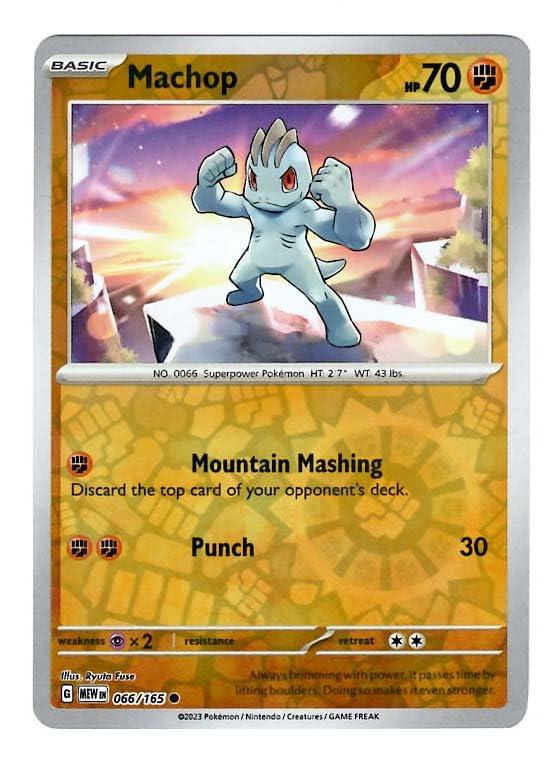 BASIC
Machop
HP 70
NO. 0066 Superpower Pokémon HT: 2'7" WT: 43 lbs.
Mountain Mashing
Discard the top card of your opponent's deck.
Punch 30
weakness ×2 resistance retreat
Illus. Ryuta Fuse
Always brimming with power, it passes time by
lifting boulders. Doing so makes it even stronger.
G MEW EN 066/165
©2023 Pokémon / Nintendo / Creatures / GAME FREAK